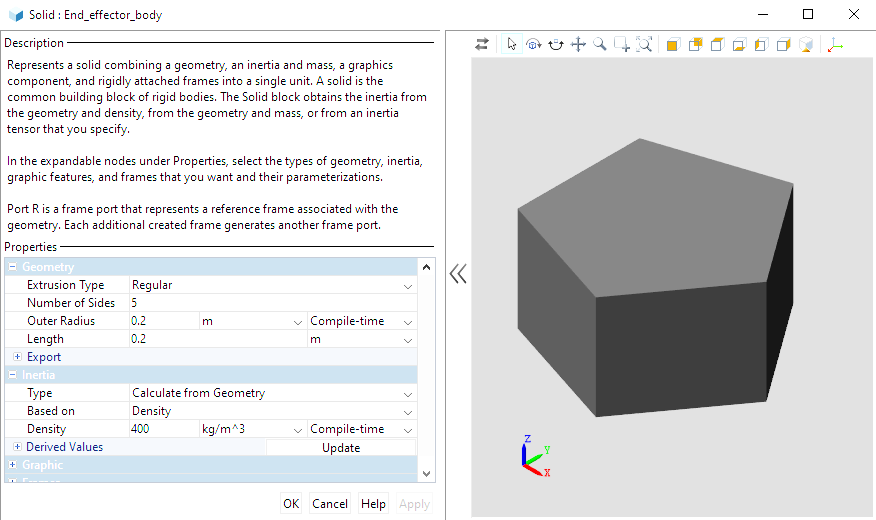 Solid : End_effector_body
Description
Represents a solid combining a geometry, an inertia and mass, a graphics
component, and rigidly attached frames into a single unit. A solid is the
common building block of rigid bodies. The Solid block obtains the inertia from
the geometry and density, from the geometry and mass, or from an inertia
tensor that you specify.
In the expandable nodes under Properties, select the types of geometry, inertia,
graphic features, and frames that you want and their parameterizations.
Port R is a frame port that represents a reference frame associated with the
geometry. Each additional created frame generates another frame port.
Properties
Geometry
Extrusion Type Regular
Number of Sides 5
Outer Radius 0.2 m Compile-time
Length 0.2 m
Export
Inertia
Type Calculate from Geometry
Based on Density
Density 400 kg/m^3 Compile-time
Derived Values Update
Graphic
OK Cancel Help Apply
Z
Y
X